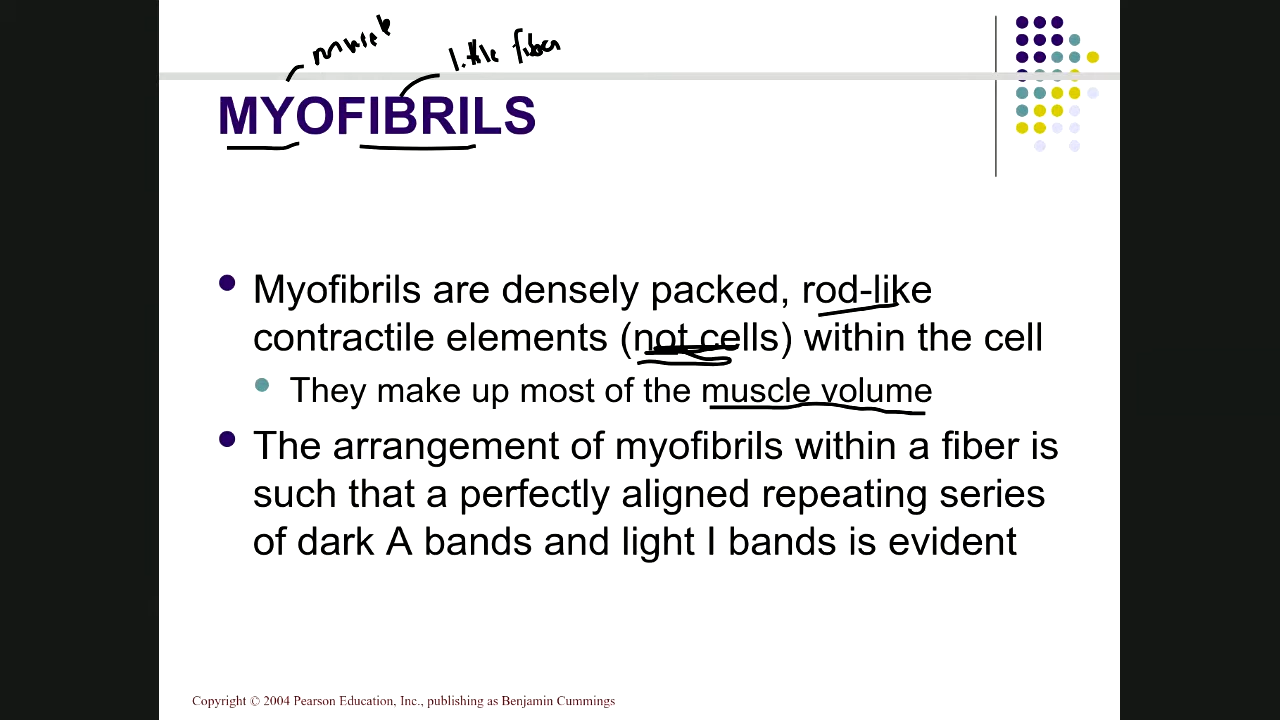 muscle
little fiber
MYOFIBRILS
Myofibrils are densely packed, rod-like
contractile elements (not cells) within the cell
They make up most of the muscle volume
The arrangement of myofibrils within a fiber is
such that a perfectly aligned repeating series
of dark A bands and light I bands is evident
Copyright © 2004 Pearson Education, Inc., publishing as Benjamin Cummings